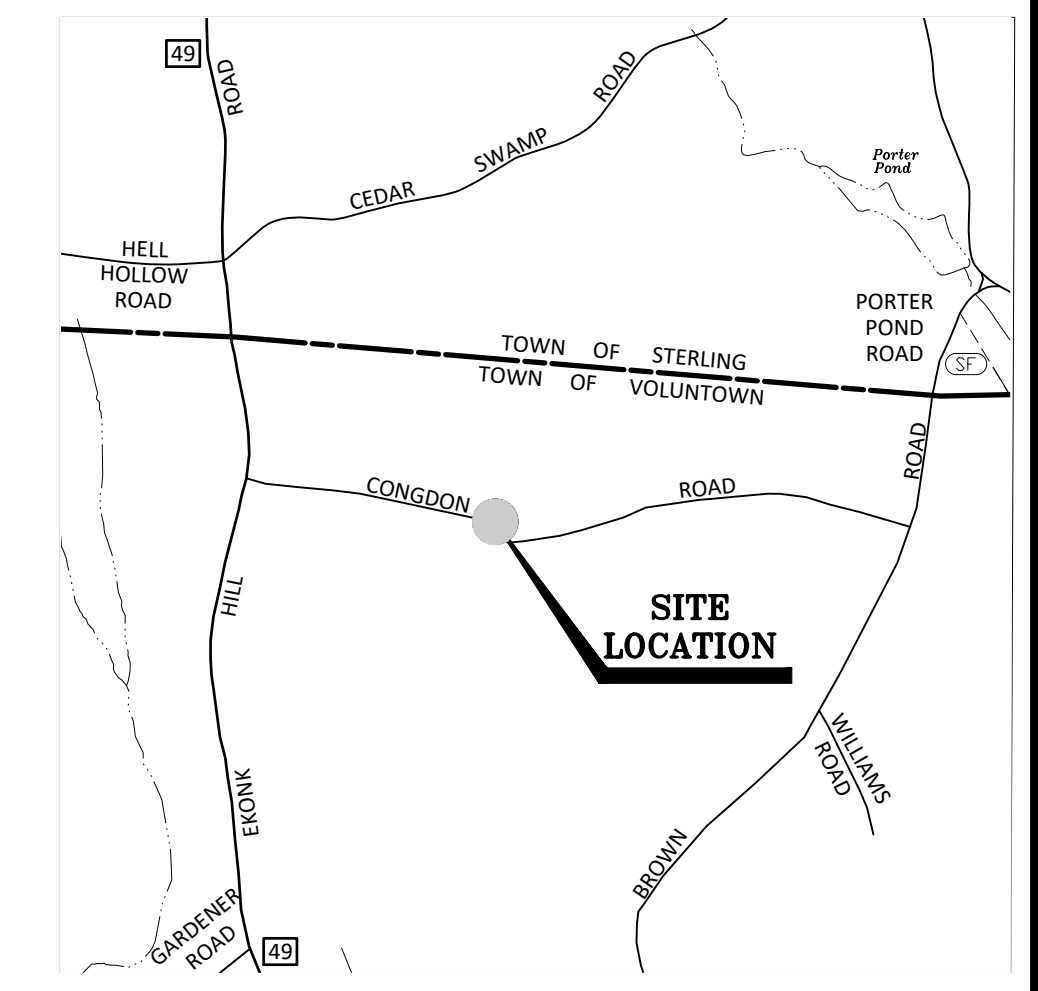 49
ROAD
ROAD
SWAMP
CEDAR
Porter
Pond
HELL
HOLLOW
ROAD
PORTER
POND
ROAD
SF
TOWN OF STERLING
TOWN OF VOLUNTOWN
ROAD
CONGDON
ROAD
HILL
SITE
LOCATION
WILLIAMS
ROAD
EKONK
BROWN
GARDENER
ROAD
49